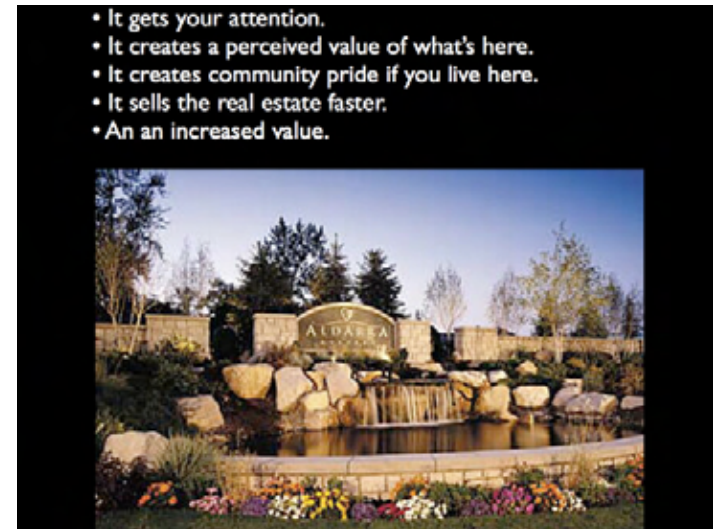 • It gets your attention.
• It creates a perceived value of what's here.
• It creates community pride if you live here.
• It sells the real estate faster.
• An an increased value.
ALDARRA